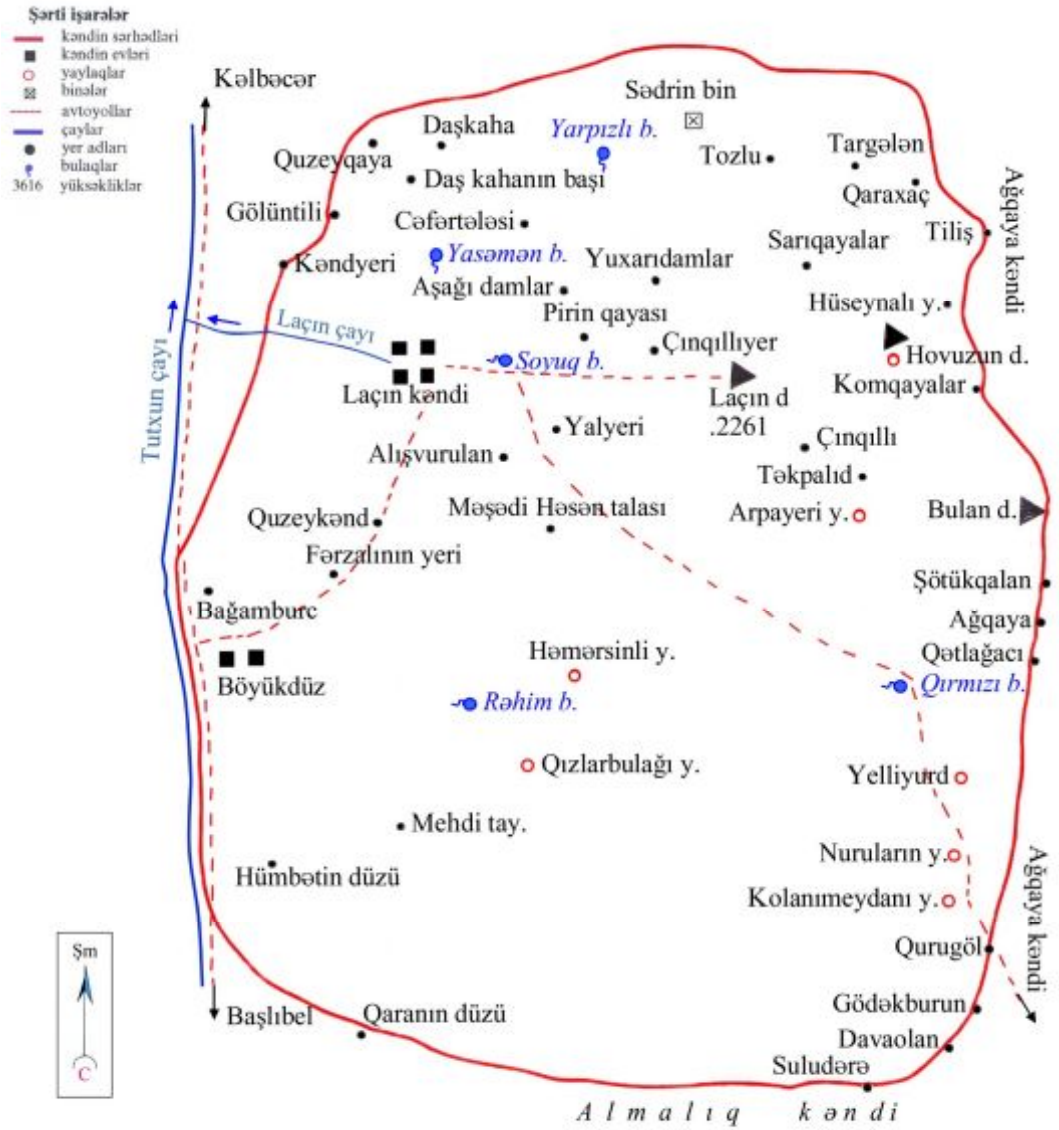 Şərti işarələr
kəndin sərhədləri
kəndin evləri
yaylaqlar
binələr
avtoyollar
çaylar
yer adları
bulaqlar
3616 yüksəkliklər
Kəlbəcər
Sədrin bin
Daşkaha
Yarpızlı b.
Quzeyqaya
Tozlu
Targələn
Daş kahanın başi
Qaraxaç
Ağqaya kəndi
Gölüntili
Cəfərtələsi
Tiliş
Yasəmən b.
Sarıqayalar
Kəndyeri
Yuxarıdamlar
Aşağı damlar
Hüseynalı y.
Pirin qayası
Laçın çayı
Çınqıllıyer
Hovuzun d.
Soyuq b.
Komqayalar
Laçın kəndi
Laçın d
.2261
Tutxun çayı
Yalyeri
Çınqıllı
Alışvurulan
Təkpalıd
Məşədi Həsən talası
Arpayeri y.
Bulan d.
Quzeykənd
Fərzalının yeri
Şötükqalan
Bağamburc
Ağqaya
Həmərsinli y.
Qətlağacı
Böyükdüz
Rəhim b.
Qırmızı b.
Qızlarbulağı y.
Yelliyurd
Mehdi tay.
Nuruların y.
Hümbətin düzü
Kolanımeydanı y.
Ağqaya kəndi
Qurugöl
Şm
Başlıbel
Qaranın düzü
Gödəkburun
Davaolan
C
Suludərə
Almalıq kəndi